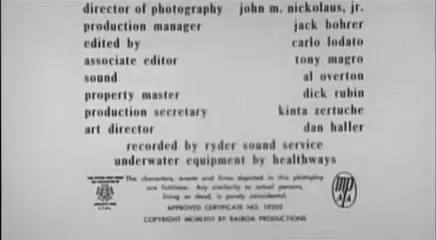 director of photography john m. nickolaus, jr.
production manager jack bohrer
edited by carlo lodato
associate editor tony magro
sound al overton
property master dick rubin
production secretary kinta zertuche
art director dan haller
recorded by ryder sound service
underwater equipment by healthways
The characters, events and firms depicted in this photoplay
are fictitious. Any similarity to actual persons,
living or dead, is purely coincidental.
APPROVED CERTIFICATE NO.
COPYRIGHT MCMLVIII BY BALBOA PRODUCTIONS